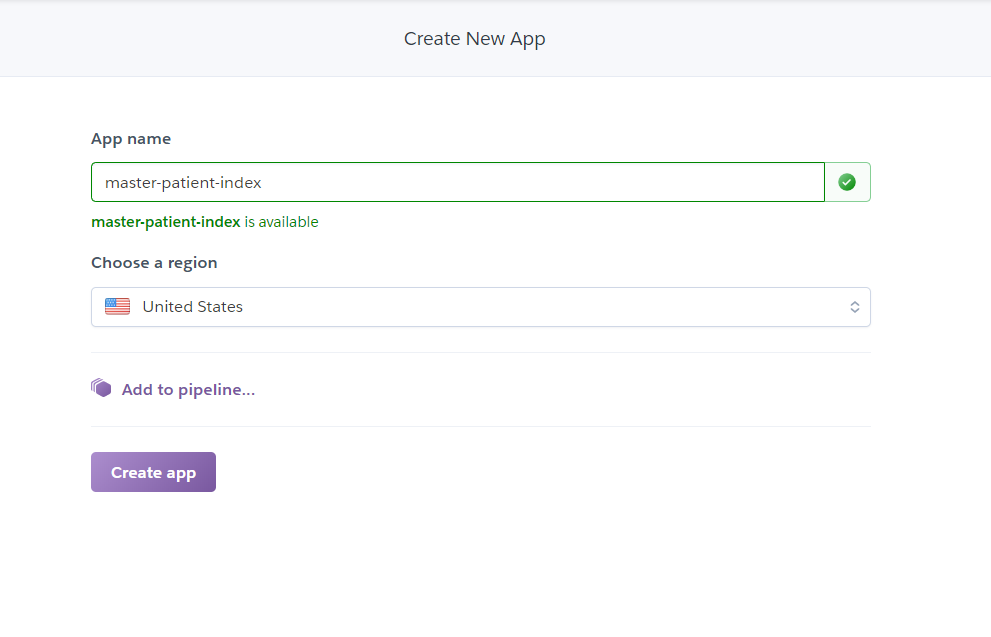 Create New App
App name
master-patient-index
master-patient-index is available
Choose a region
United States
Add to pipeline...
Create app